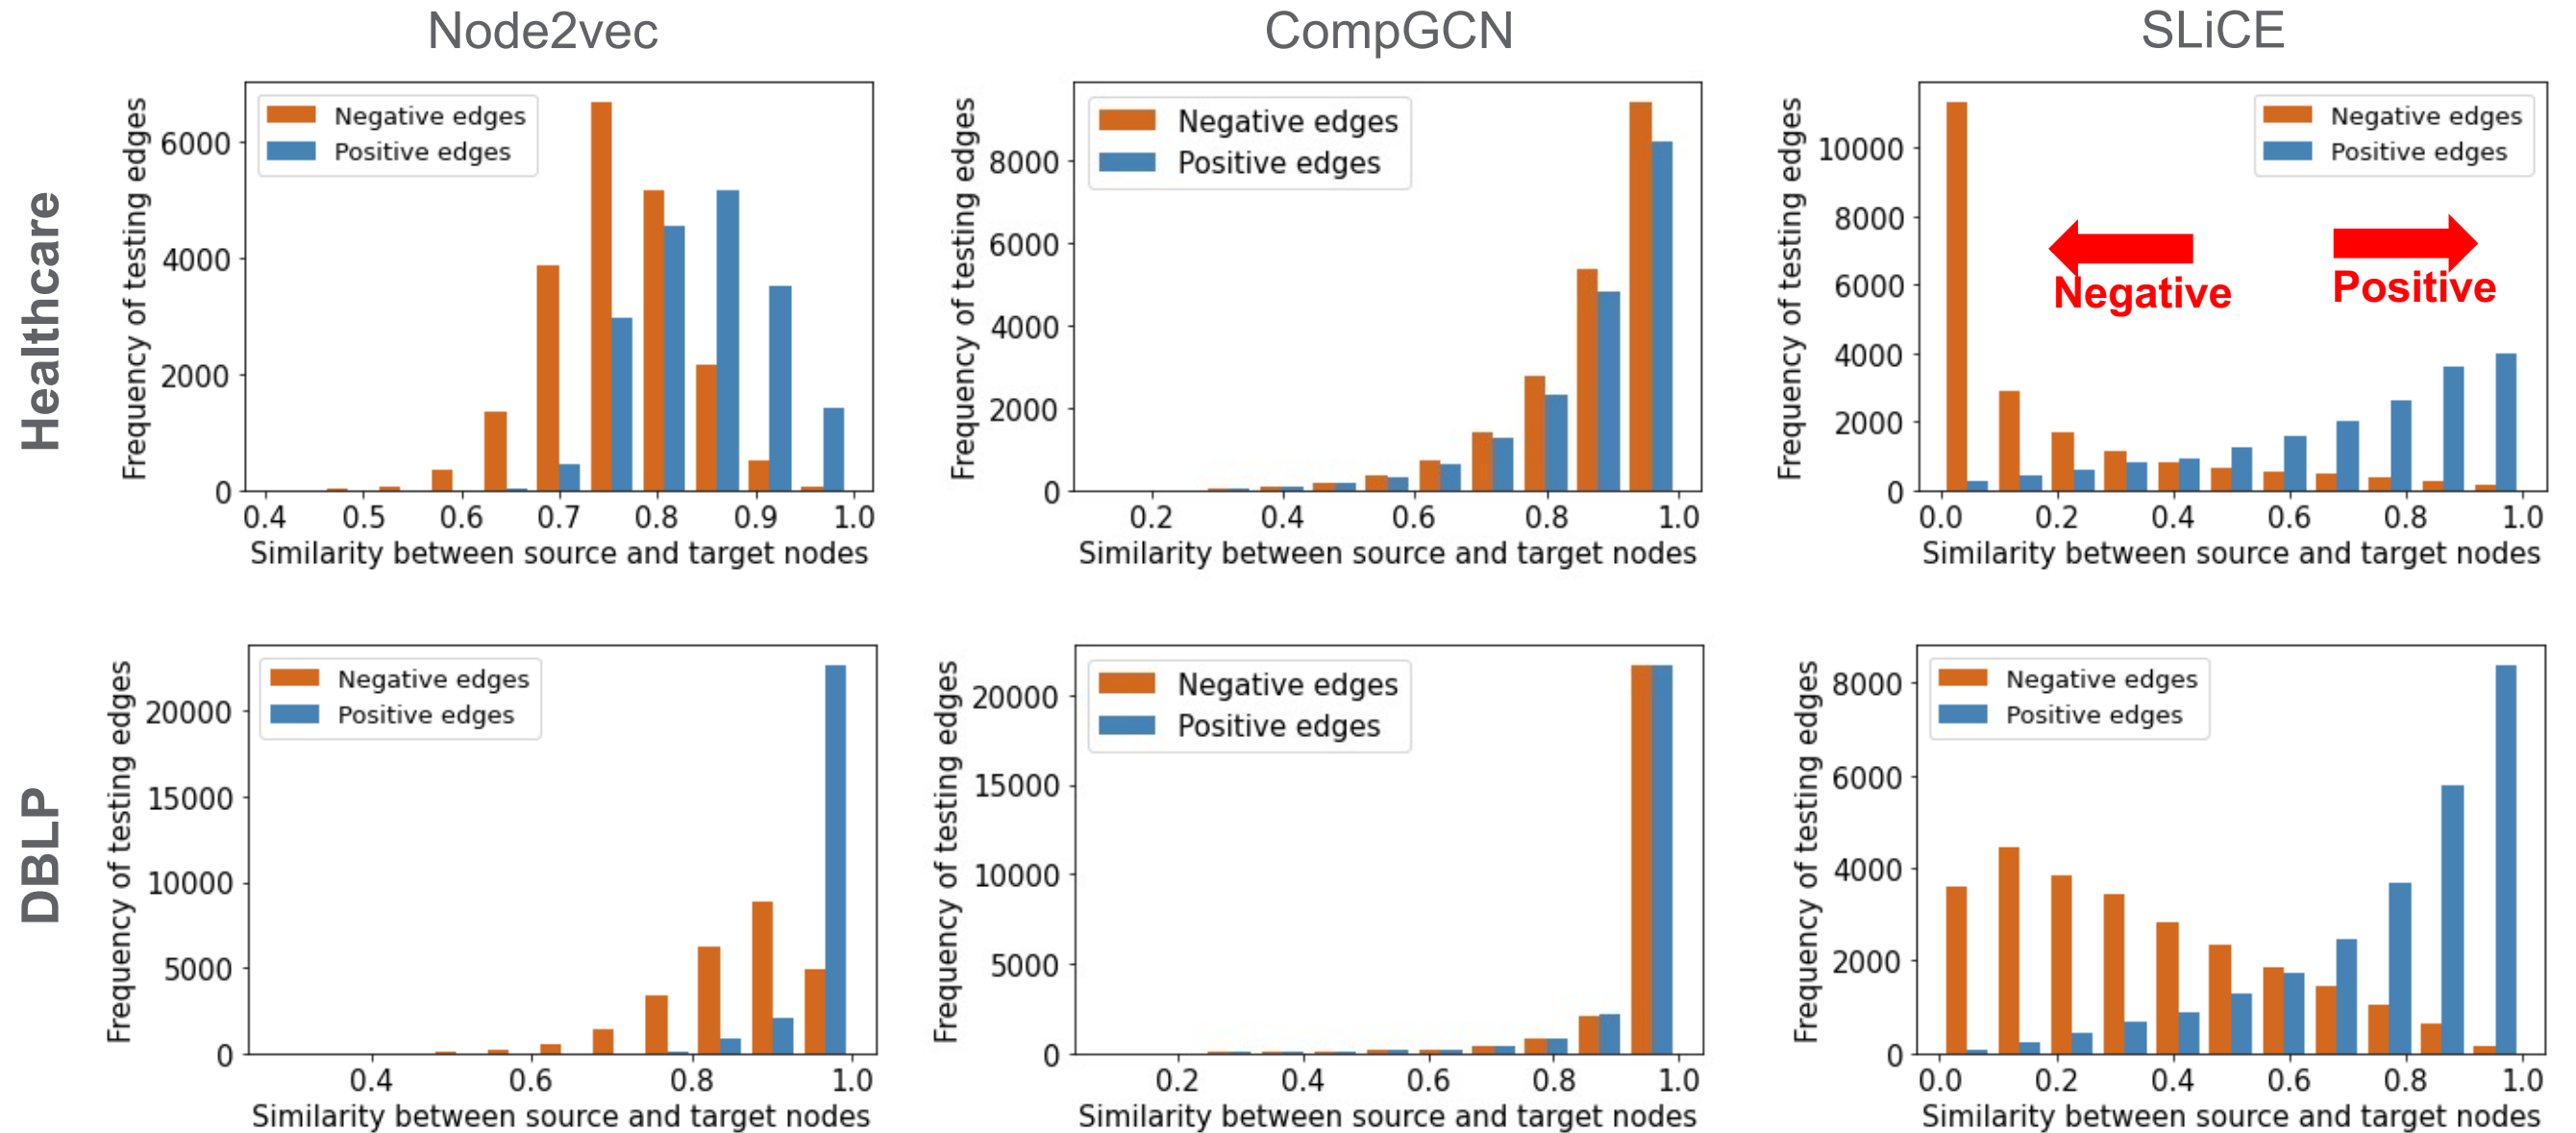 Node2vec
CompGCN
SLiCE
Healthcare
Frequency of testing edges
6000
4000
2000
0
Negative edges
Positive edges
0.4 0.5 0.6 0.7 0.8 0.9 1.0
Similarity between source and target nodes
Frequency of testing edges
8000
6000
4000
2000
0
Negative edges
Positive edges
0.2 0.4 0.6 0.8 1.0
Similarity between source and target nodes
Frequency of testing edges
10000
8000
6000
4000
2000
0
Negative edges
Positive edges
Negative
Positive
0.0 0.2 0.4 0.6 0.8 1.0
Similarity between source and target nodes
DBLP
Frequency of testing edges
20000
15000
10000
5000
0
Negative edges
Positive edges
0.4 0.6 0.8 1.0
Similarity between source and target nodes
Frequency of testing edges
20000
15000
10000
5000
0
Negative edges
Positive edges
0.2 0.4 0.6 0.8 1.0
Similarity between source and target nodes
Frequency of testing edges
8000
6000
4000
2000
0
Negative edges
Positive edges
0.0 0.2 0.4 0.6 0.8 1.0
Similarity between source and target nodes